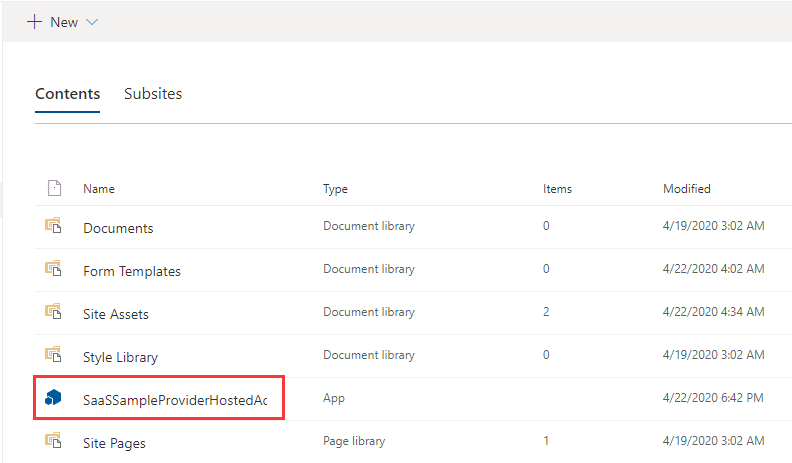 New
Contents Subsites
Name Type Items Modified
Documents Document library 0 4/19/2020 3:02 AM
Form Templates Document library 0 4/22/2020 4:02 AM
Site Assets Document library 2 4/22/2020 4:34 AM
Style Library Document library 0 4/19/2020 3:02 AM
SaaSSampleProviderHostedAc App 4/22/2020 6:42 PM
Site Pages Page library 1 4/19/2020 3:02 AM